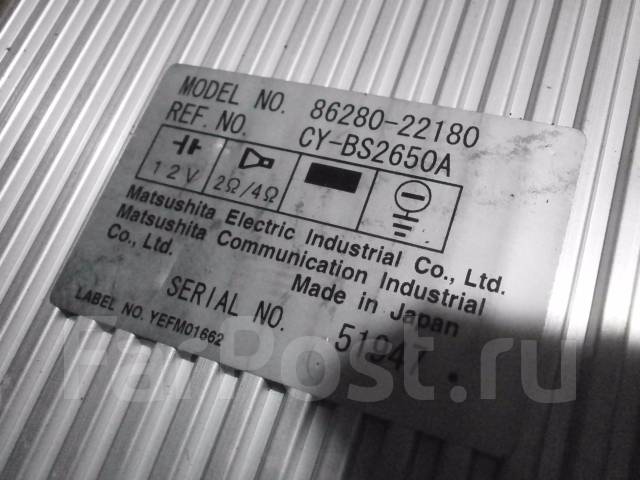 MODEL NO. 86280-22180
REF. NO. CY-BS2650A
12V 2Ω/4Ω
Matsushita Electric Industrial Co., Ltd.
Matsushita Communication Industrial
Co., Ltd.
Made in Japan
SERIAL NO. 51947
LABEL NO. YEFM01662
FarPost.ru